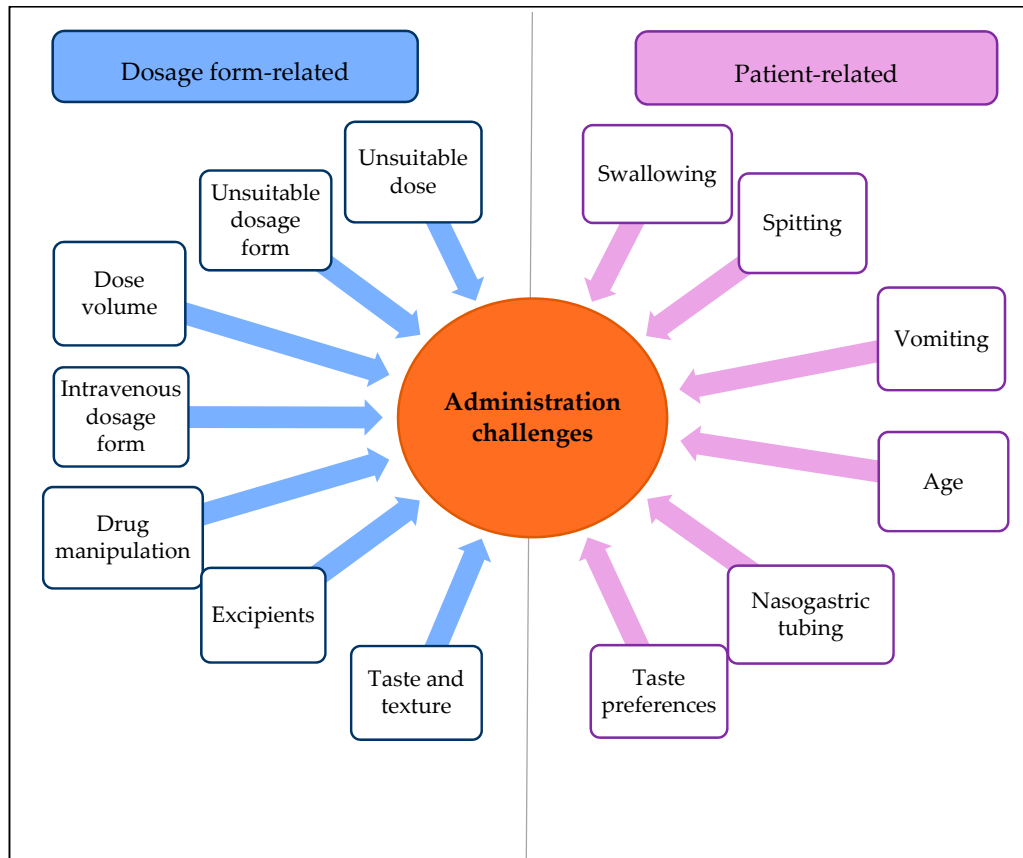 Dosage form-related
Patient-related
Unsuitable
dose
Unsuitable
dosage
form
Dose
volume
Intravenous
dosage
form
Drug
manipulation
Excipients
Taste and
texture
Administration
challenges
Swallowing
Spitting
Vomiting
Age
Nasogastric
tubing
Taste
preferences